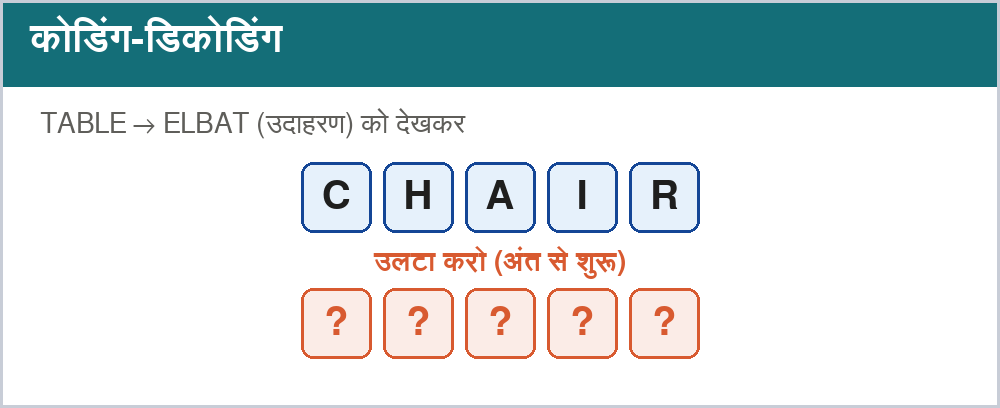 कोडिंग-डिकोडिंग
TABLE → ELBAT (उदाहरण) को देखकर
C H A I R
उलटा करो (अंत से शुरू)
? ? ? ? ?